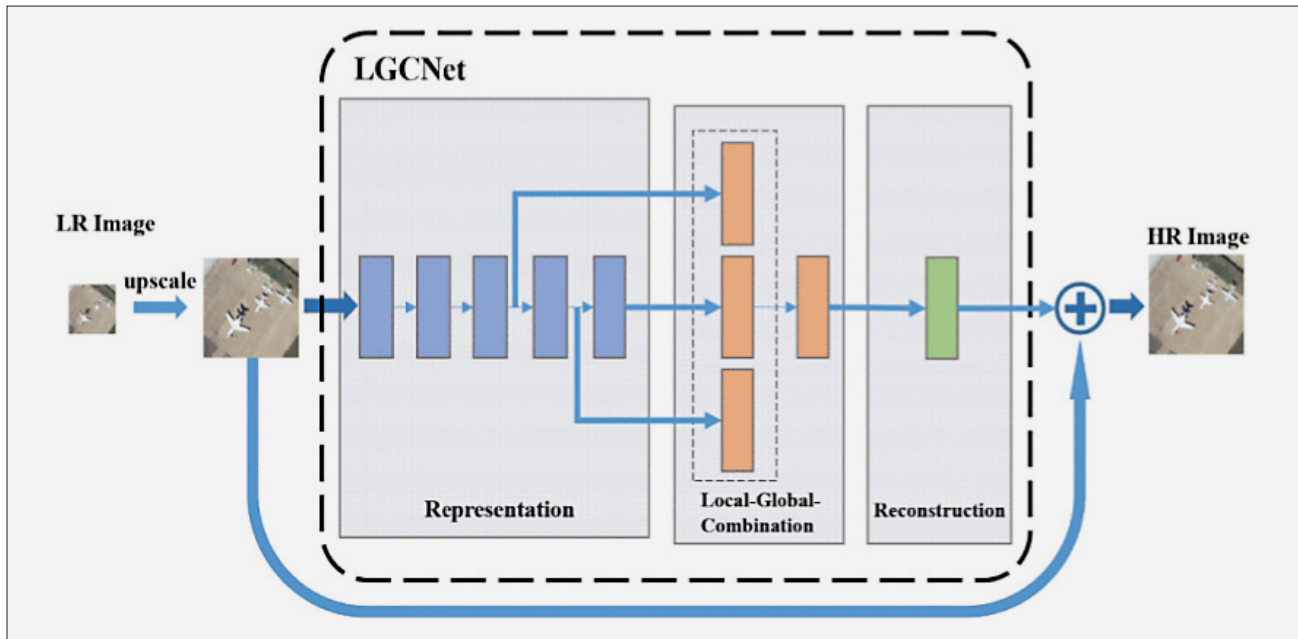 LGCNet
LR Image
upscale
HR Image
Representation
Local-Global-
Combination
Reconstruction